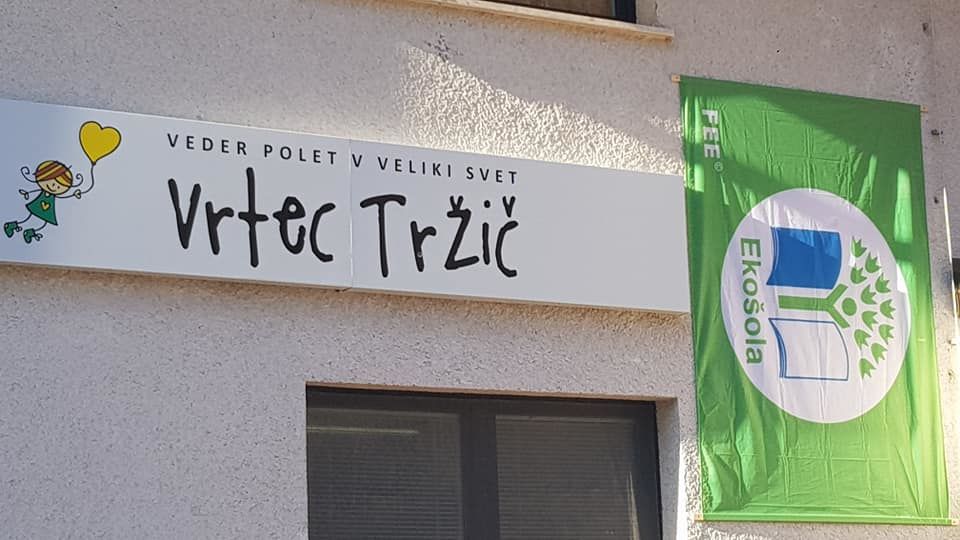 VEDER POLET V VELIKI SVET
Vrtec Tržič
FEE®
Ekošola